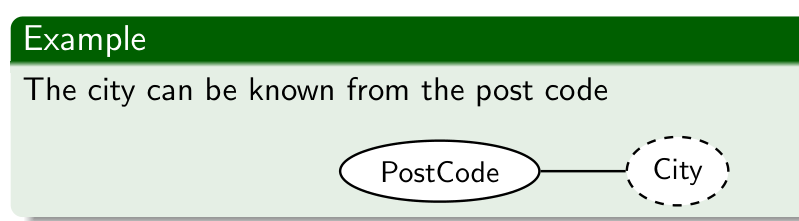 Example
The city can be known from the post code
PostCode City